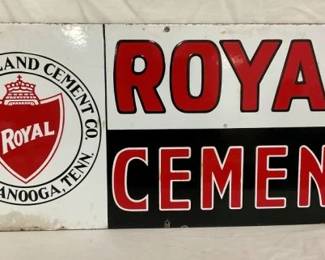 LAND CEMENT CO.
ROYAL
ANOOGA, TENN.
ROYA
CEMEN